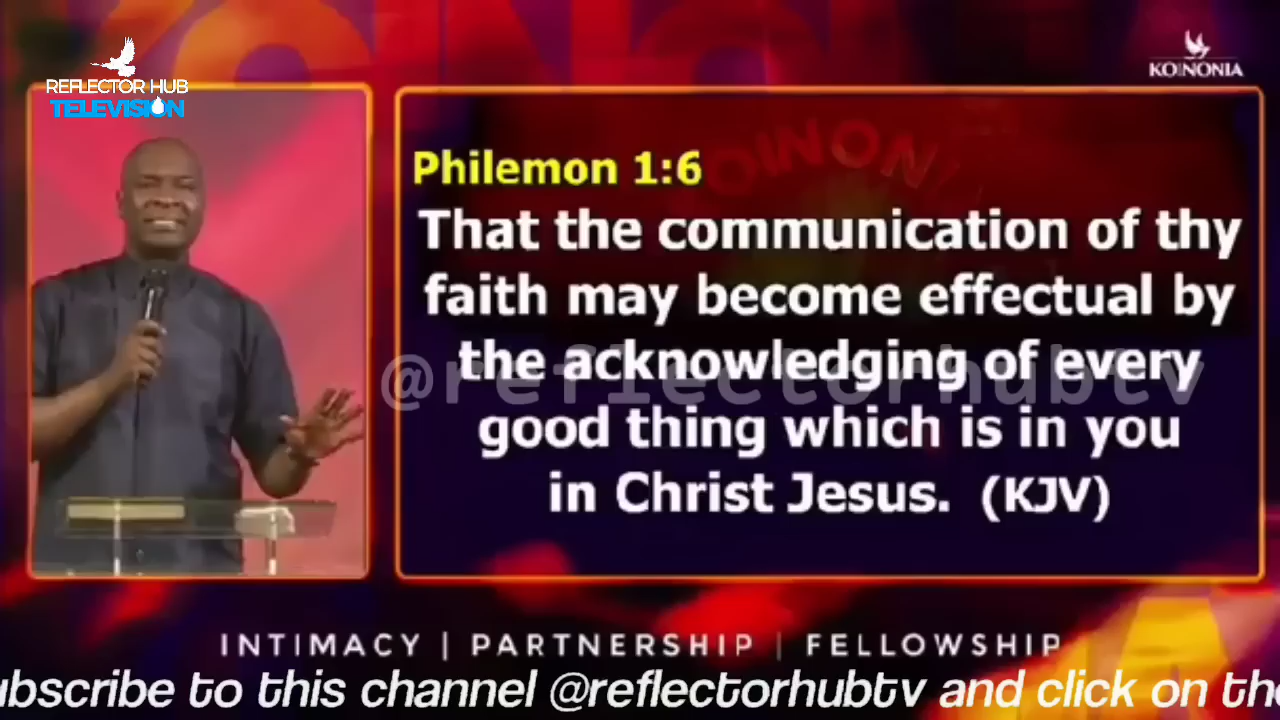 REFLECTOR HUB
TELEVISION
KOINONIA
Philemon 1:6
That the communication of thy
faith may become effectual by
the acknowledging of every
good thing which is in you
in Christ Jesus. (KJV)
@reflectorhubtv
INTIMACY | PARTNERSHIP | FELLOWSHIP
ubscribe to this channel @reflectorhubtv and click on the